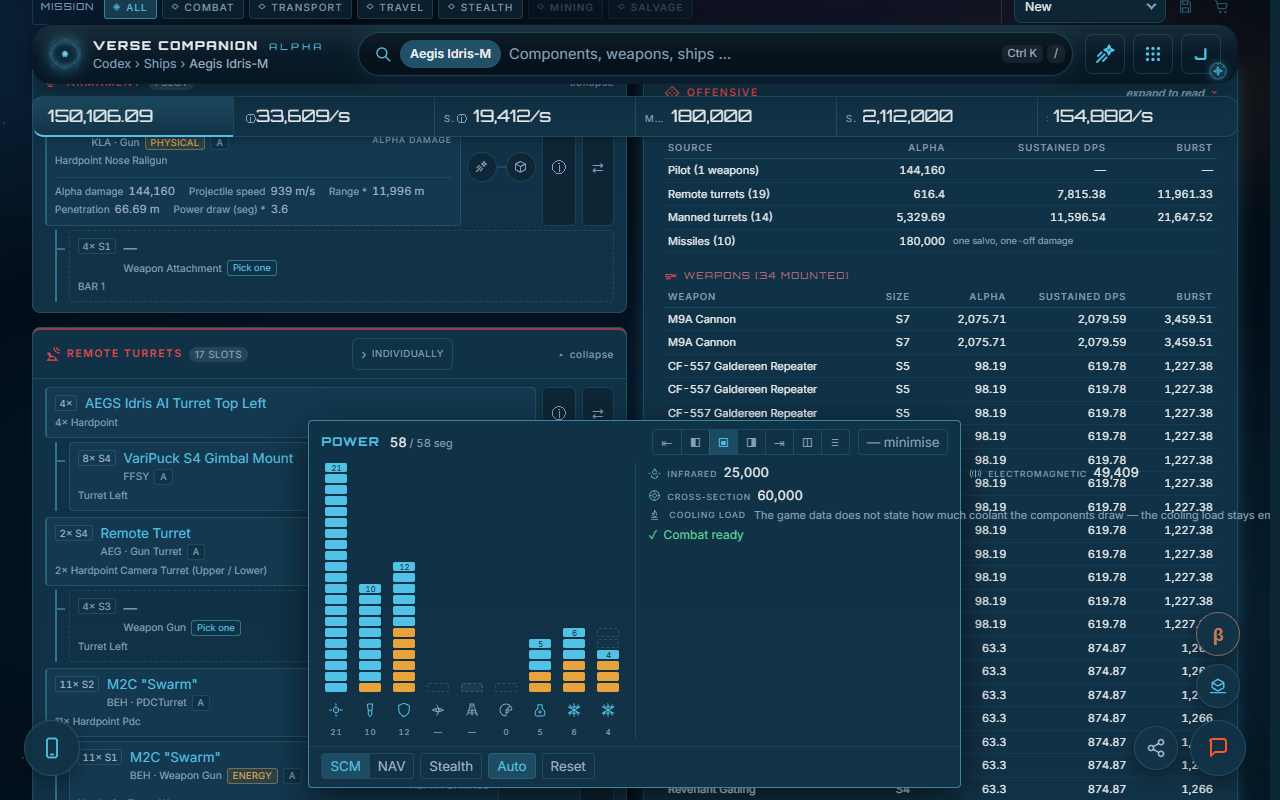 MISSION ALL COMBAT TRANSPORT TRAVEL STEALTH MINING SALVAGE New
VERSE COMPANION ALPHA
Codex › Ships › Aegis Idris-M
Aegis Idris-M Components, weapons, ships ... Ctrl K /
collapse
OFFENSIVE expand to read
150,106.09 33,609/s S. 19,412/s M... 180,000 S. 2,112,000 154,880/s
KLA · Gun PHYSICAL A ALPHA DAMAGE
Hardpoint Nose Railgun
Alpha damage 144,160 Projectile speed 939 m/s Range * 11,996 m
Penetration 66.69 m Power draw (seg) * 3.6
4× S1 —
Weapon Attachment Pick one
BAR 1
REMOTE TURRETS 17 SLOTS INDIVIDUALLY collapse
4× AEGS Idris AI Turret Top Left
4× Hardpoint
8× S4 VariPuck S4 Gimbal Mount
FFSY A
Turret Left
2× S4 Remote Turret
AEG · Gun Turret A
2× Hardpoint Camera Turret (Upper / Lower)
4× S3 —
Weapon Gun Pick one
Turret Left
11× S2 M2C "Swarm"
BEH · PDCTurret A
11× Hardpoint Pdc
11× S1 M2C "Swarm"
BEH · Weapon Gun ENERGY A
SOURCE ALPHA SUSTAINED DPS BURST
Pilot (1 weapons) 144,160 — —
Remote turrets (19) 616.4 7,815.38 11,961.33
Manned turrets (14) 5,329.69 11,596.54 21,647.52
Missiles (10) 180,000 one salvo, one-off damage
WEAPONS (34 MOUNTED)
WEAPON SIZE ALPHA SUSTAINED DPS BURST
M9A Cannon S7 2,075.71 2,079.59 3,459.51
M9A Cannon S7 2,075.71 2,079.59 3,459.51
CF-557 Galdereen Repeater S5 98.19 619.78 1,227.38
CF-557 Galdereen Repeater S5 98.19 619.78 1,227.38
CF-557 Galdereen Repeater S5 98.19 619.78 1,227.38
98.19 619.78 1,227.38
98.19 619.78 1,227.38
98.19 619.78 1,227.38
98.19 619.78 1,227.38
98.19 619.78 1,227.38
98.19 619.78 1,227.38
98.19 619.78 1,227.38
98.19 619.78 1,227.38
98.19 619.78
63.3 874.87
63.3 874.87 1,266
63.3 874.87
63.3 874.87 1,266
63.3 874.87
63.3 874.87
Revenant Gatling S4 63.3 874.87 1,266
POWER 58 / 58 seg — minimise
INFRARED 25,000 ELECTROMAGNETIC 49,409
CROSS-SECTION 60,000
COOLING LOAD The game data does not state how much coolant the components draw — the cooling load stays en
✓ Combat ready
21 10 12 5 6 4
21 10 12 — — 0 5 6 4
SCM NAV Stealth Auto Reset
β